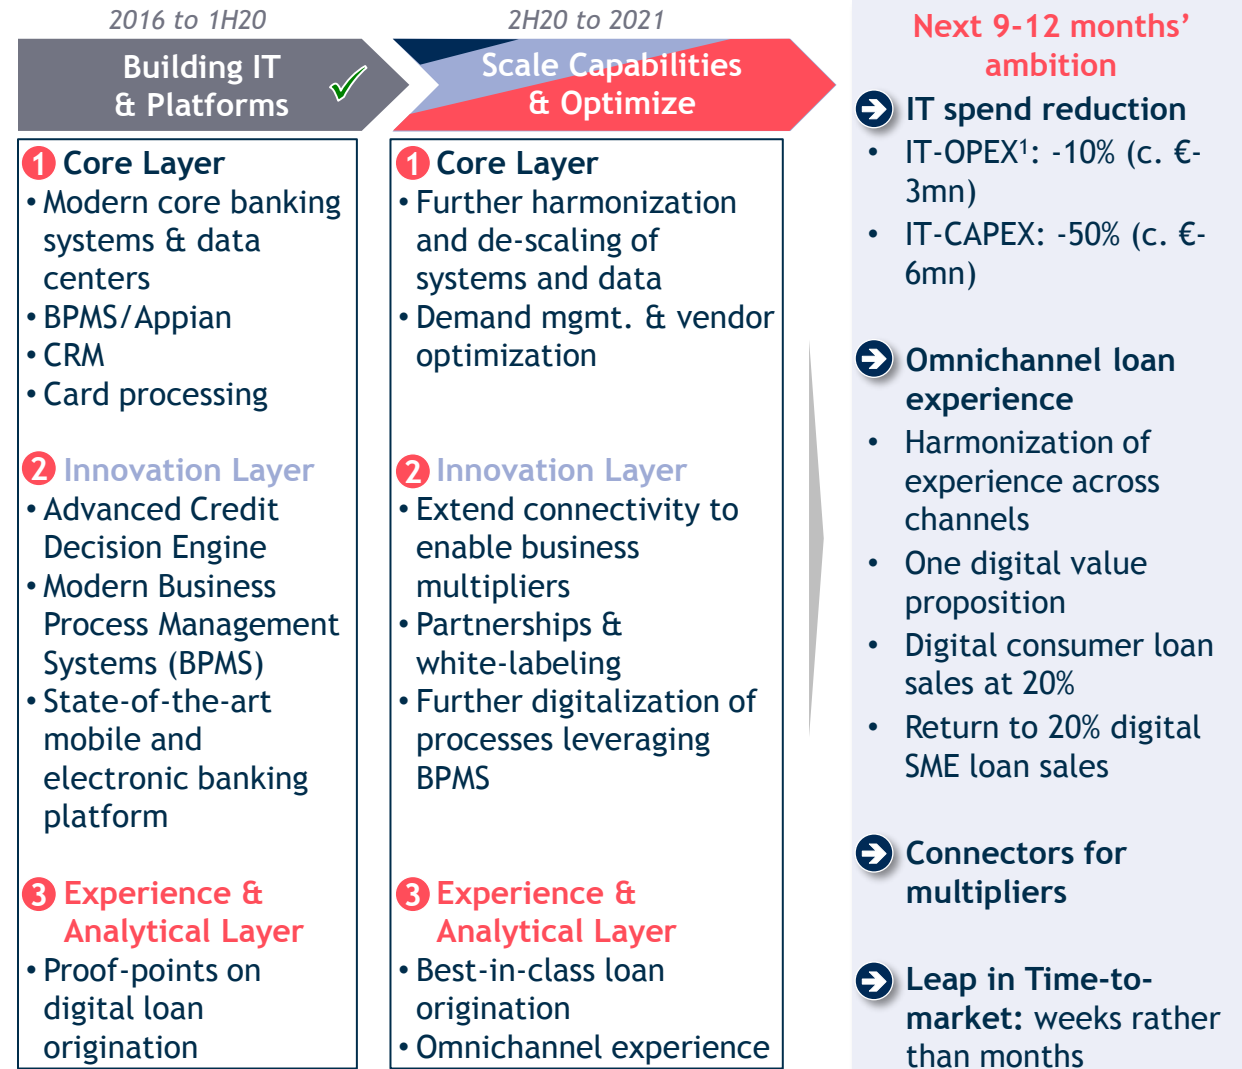 2016 to 1H20
Building IT
& Platforms
1 Core Layer
• Modern core banking
systems & data
centers
• BPMS/Appian
• CRM
• Card processing
2 Innovation Layer
• Advanced Credit
Decision Engine
• Modern Business
Process Management
Systems (BPMS)
• State-of-the-art
mobile and
electronic banking
platform
3 Experience &
Analytical Layer
• Proof-points on
digital loan
origination
2H20 to 2021
Scale Capabilities
& Optimize
1 Core Layer
• Further harmonization
and de-scaling of
systems and data
• Demand mgmt. & vendor
optimization
2 Innovation Layer
• Extend connectivity to
enable business
multipliers
• Partnerships &
white-labeling
• Further digitalization of
processes leveraging
BPMS
3 Experience &
Analytical Layer
• Best-in-class loan
origination
• Omnichannel experience
Next 9-12 months’
ambition
IT spend reduction
• IT-OPEX¹: -10% (c. €-
3mn)
• IT-CAPEX: -50% (c. €-
6mn)
Omnichannel loan
experience
• Harmonization of
experience across
channels
• One digital value
proposition
• Digital consumer loan
sales at 20%
• Return to 20% digital
SME loan sales
Connectors for
multipliers
Leap in Time-to-
market: weeks rather
than months